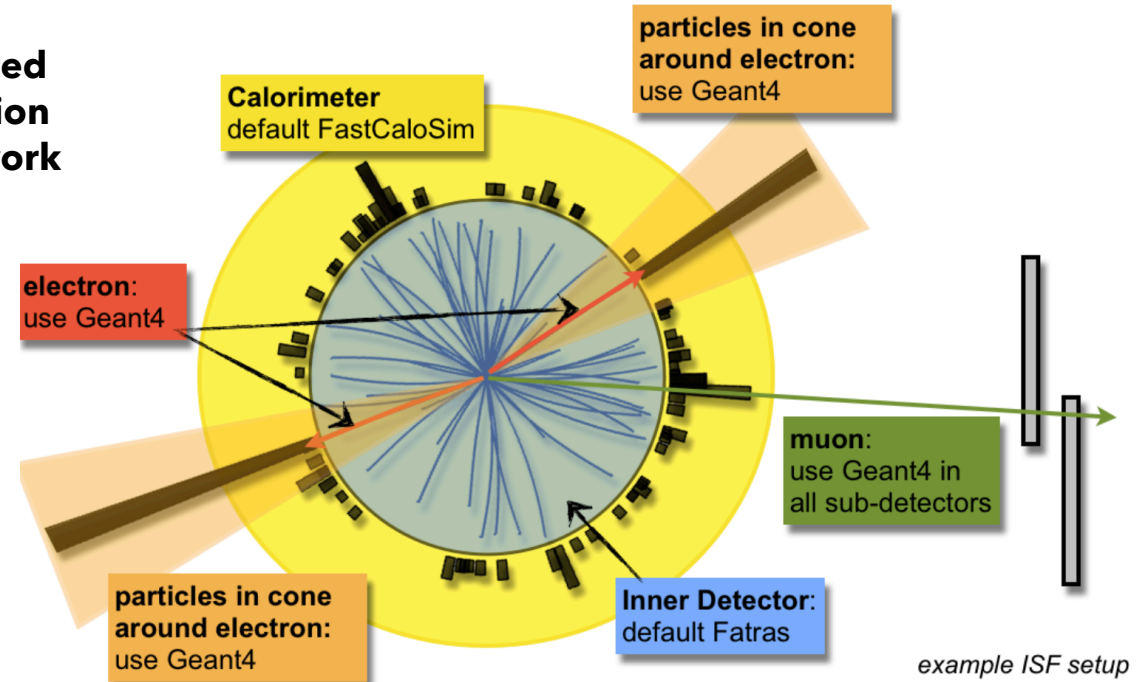 ed
ion
ork
particles in cone
around electron:
use Geant4
Calorimeter
default FastCaloSim
electron:
use Geant4
muon:
use Geant4 in
all sub-detectors
particles in cone
around electron:
use Geant4
Inner Detector:
default Fatras
example ISF setup